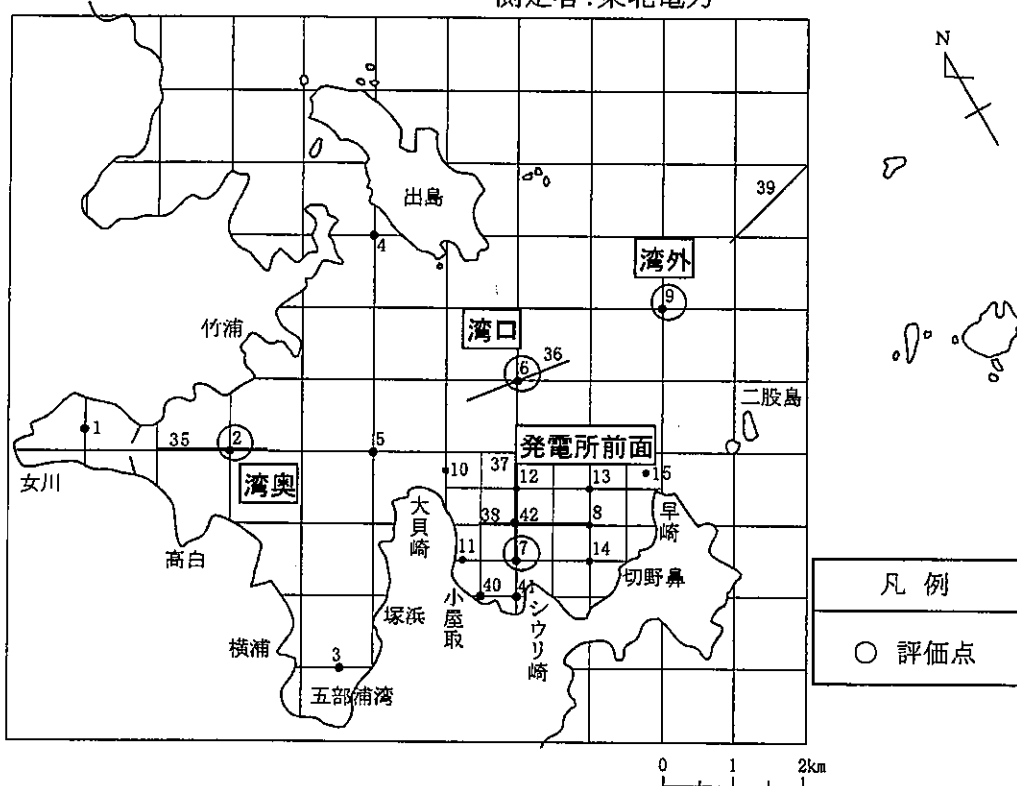 測定者:東北電力
N
39
出島
4
湾外
9
竹浦
湾口
36
6
二股島
発電所前面
1
35
2
5
10
37
12
13
15
女川
湾奥
大貝崎
38
42
8
早崎
高白
11
7
14
切野鼻
40
41
小屋取
シウリ崎
塚浜
横浦
3
五部浦湾
凡 例
○ 評価点
0 1 2km